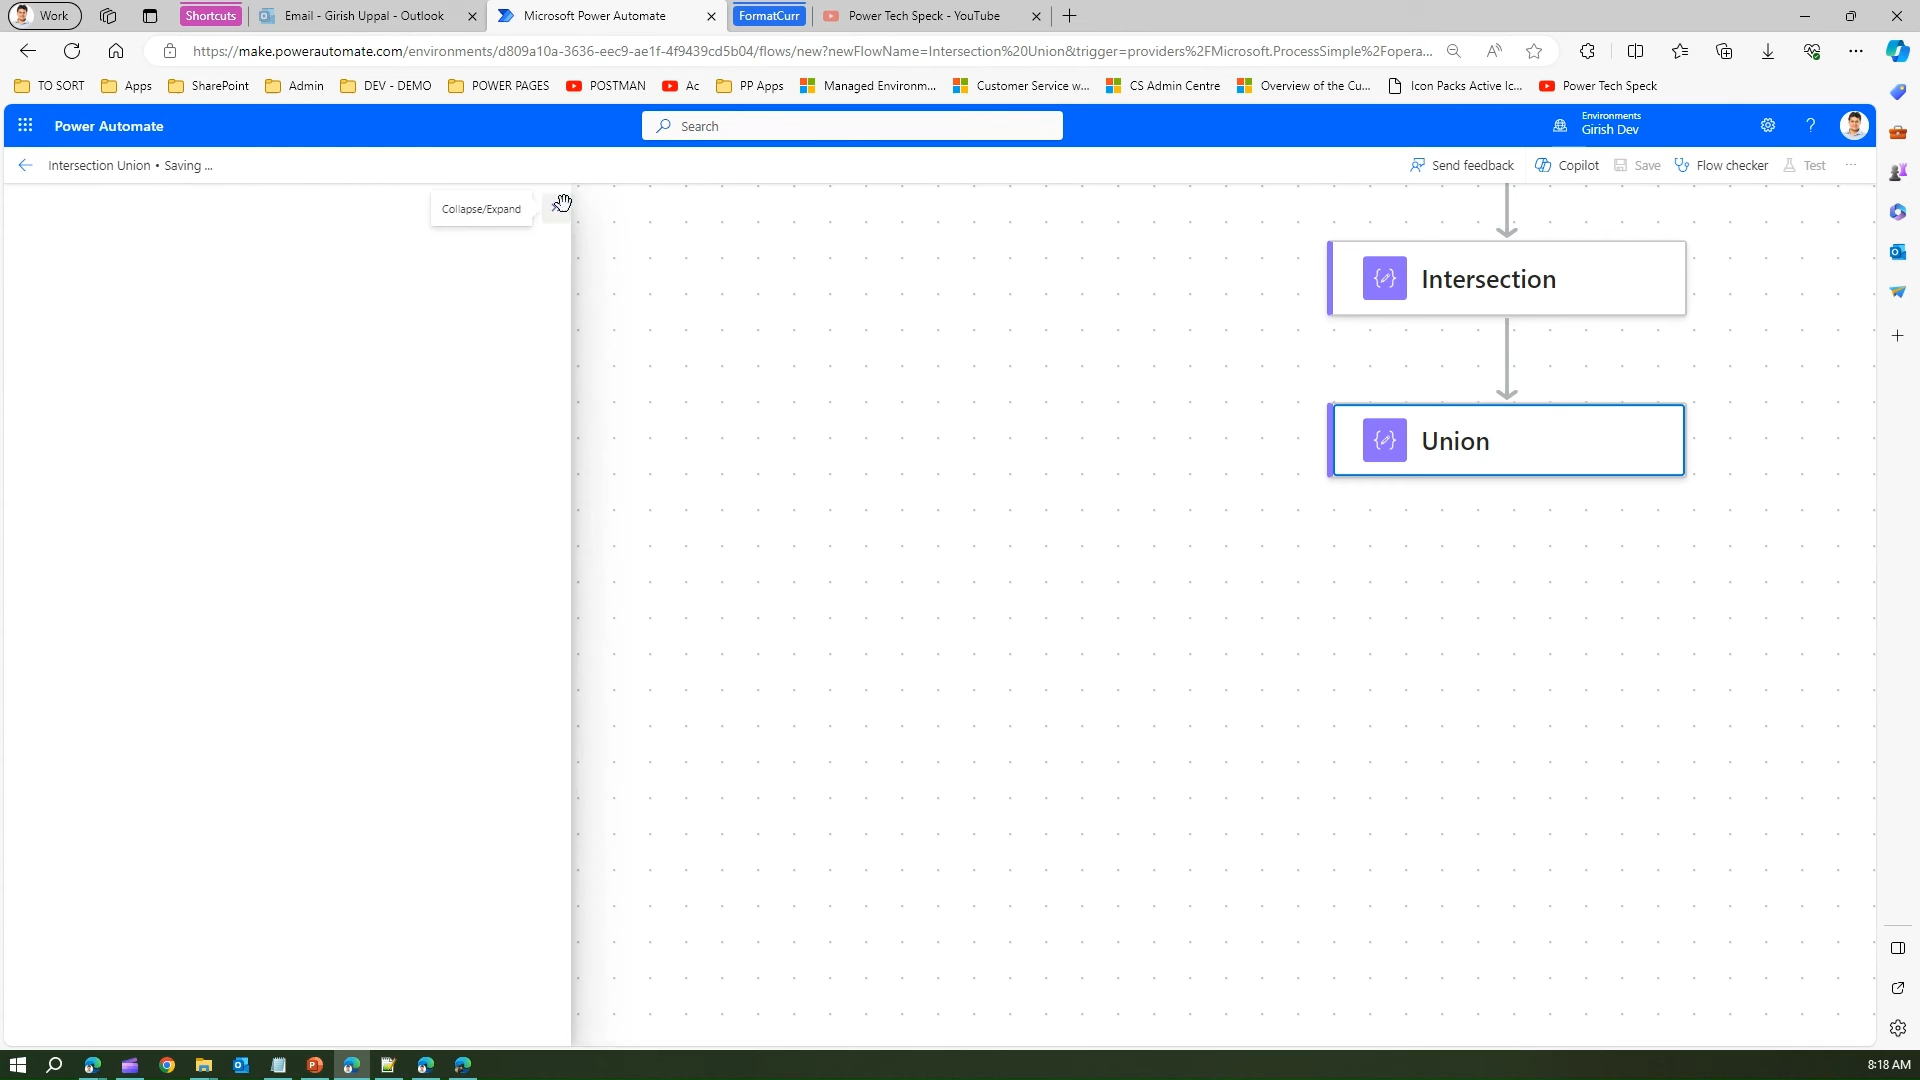 Work
Shortcuts
Email - Girish Uppal - Outlook
Microsoft Power Automate
FormatCurr
Power Tech Speck - YouTube
https://make.powerautomate.com/environments/d809a10a-3636-eec9-ae1f-4f9439cd5b04/flows/new?newFlowName=Intersection%20Union&trigger=providers%2FMicrosoft.ProcessSimple%2Fopera...
TO SORT
Apps
SharePoint
Admin
DEV - DEMO
POWER PAGES
POSTMAN
Ac
PP Apps
Managed Environm...
Customer Service w...
CS Admin Centre
Overview of the Cu...
Icon Packs Active Ic...
Power Tech Speck
Power Automate
Search
Environments
Girish Dev
Intersection Union • Saving ...
Send feedback
Copilot
Save
Flow checker
Test
Collapse/Expand
Intersection
Union
8:18 AM